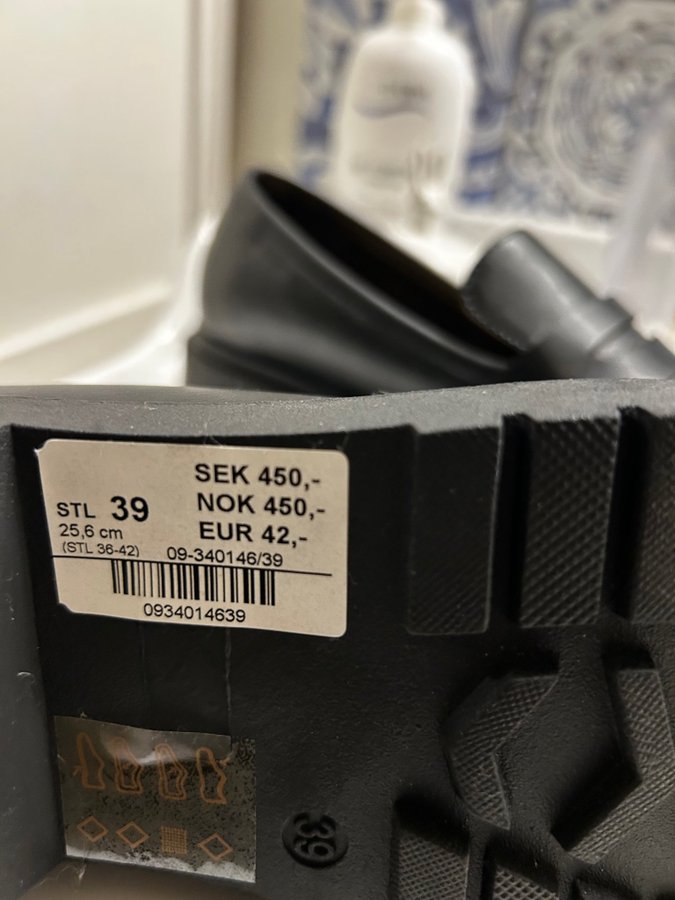 SEK 450,-
STL 39 NOK 450,-
25,6 cm EUR 42,-
(STL 36-42) 09-340146/39
0934014639
39